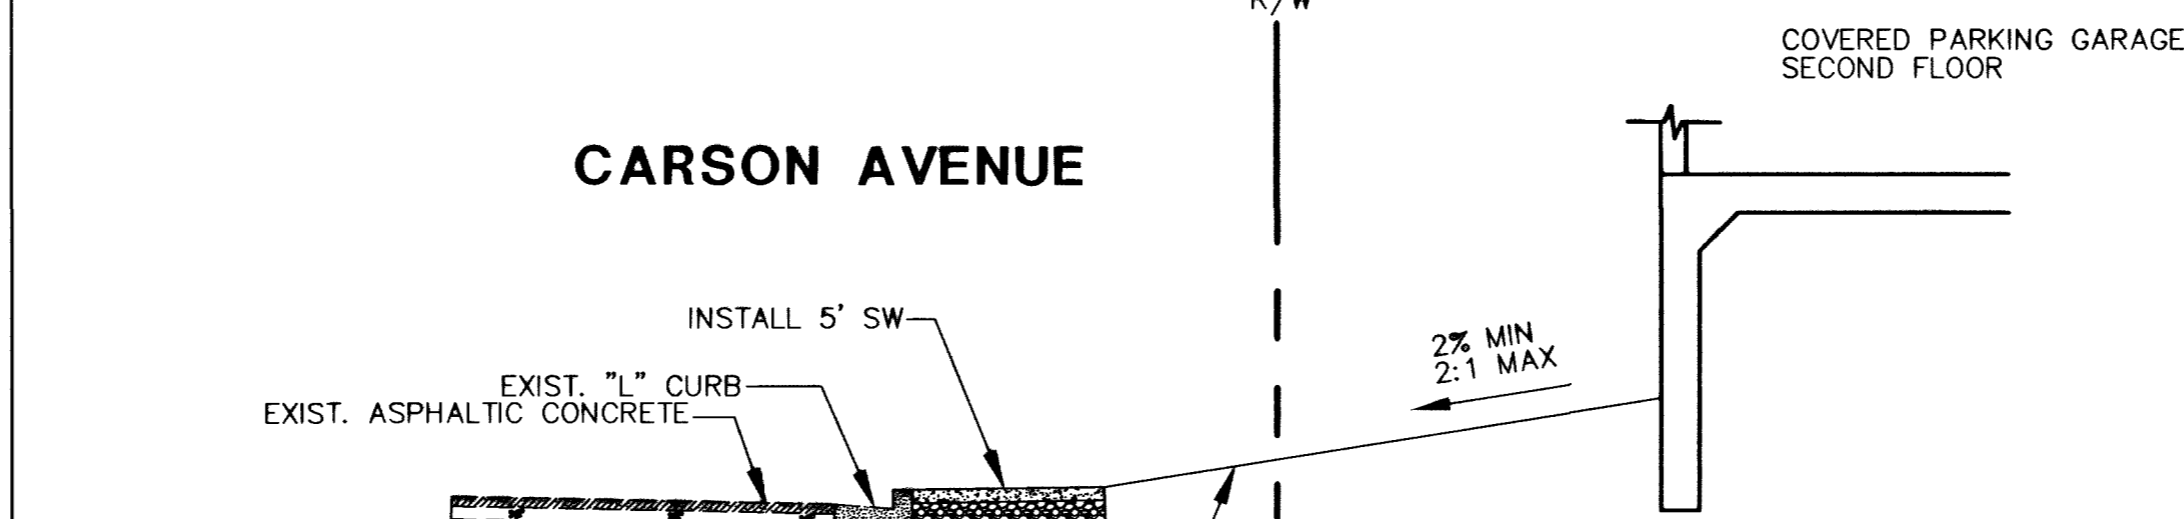 R/W
COVERED PARKING GARAGE
SECOND FLOOR
CARSON AVENUE
INSTALL 5' SW
2% MIN
2:1 MAX
EXIST. "L" CURB
EXIST. ASPHALTIC CONCRETE